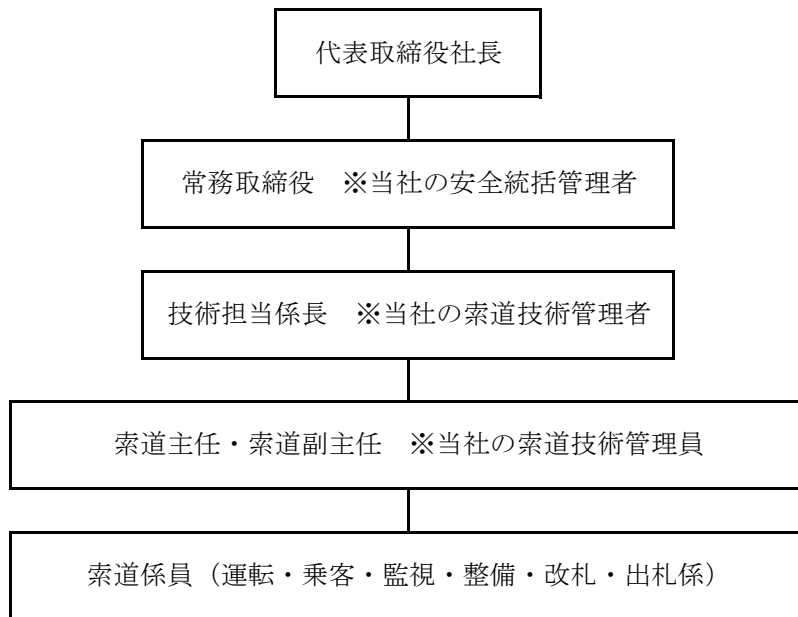 代表取締役社長
常務取締役　※当社の安全統括管理者
技術担当係長　※当社の索道技術管理者
索道主任・索道副主任　※当社の索道技術管理員
索道係員（運転・乗客・監視・整備・改札・出札係）